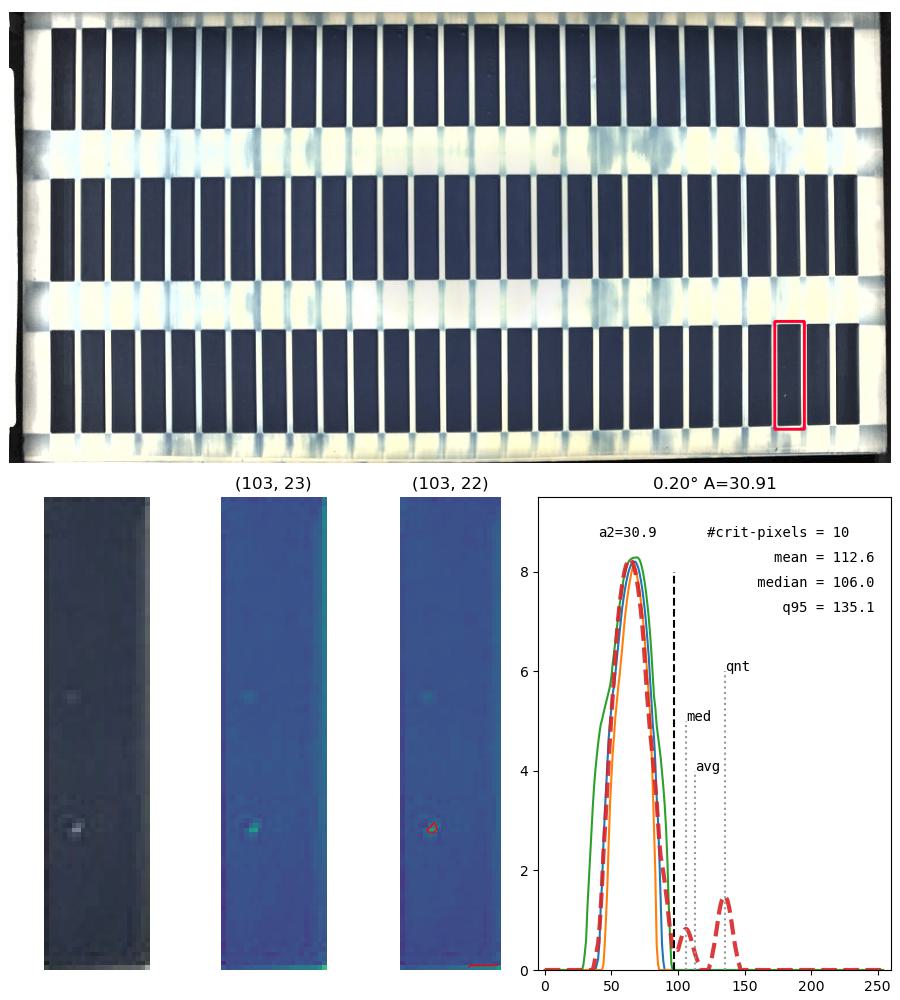 (103, 23)
(103, 22)
0.20° A=30.91
a2=30.9
#crit-pixels = 10
mean = 112.6
median = 106.0
q95 = 135.1
qnt
med
avg
8
6
4
2
0
0 50 100 150 200 250